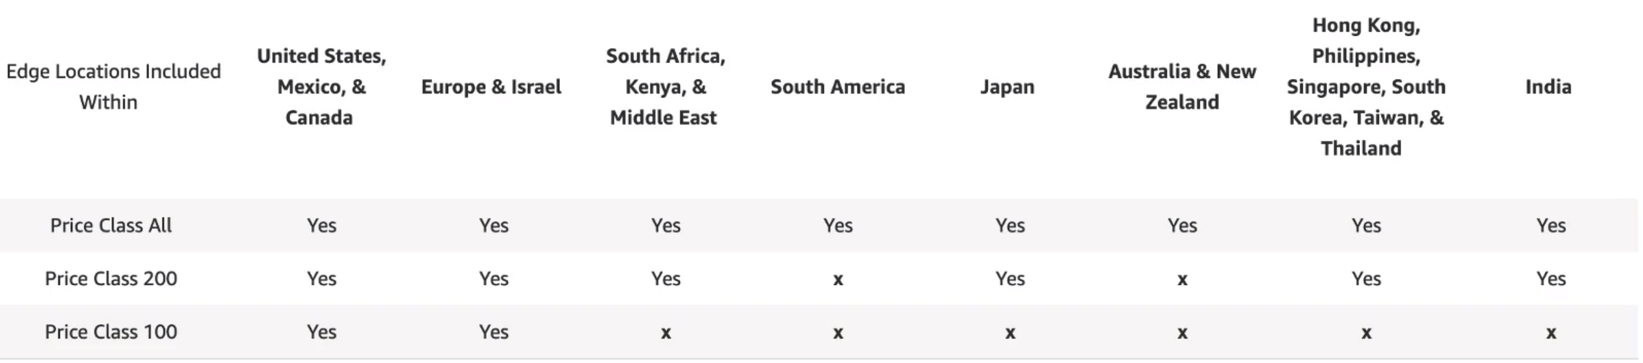 Edge Locations Included
Within
United States,
Mexico, &
Canada
Europe & Israel
South Africa,
Kenya, &
Middle East
South America
Japan
Australia & New
Zealand
Hong Kong,
Philippines,
Singapore, South
Korea, Taiwan, &
Thailand
India
Price Class All Yes Yes Yes Yes Yes Yes Yes Yes
Price Class 200 Yes Yes Yes x Yes x Yes Yes
Price Class 100 Yes Yes x x x x x x